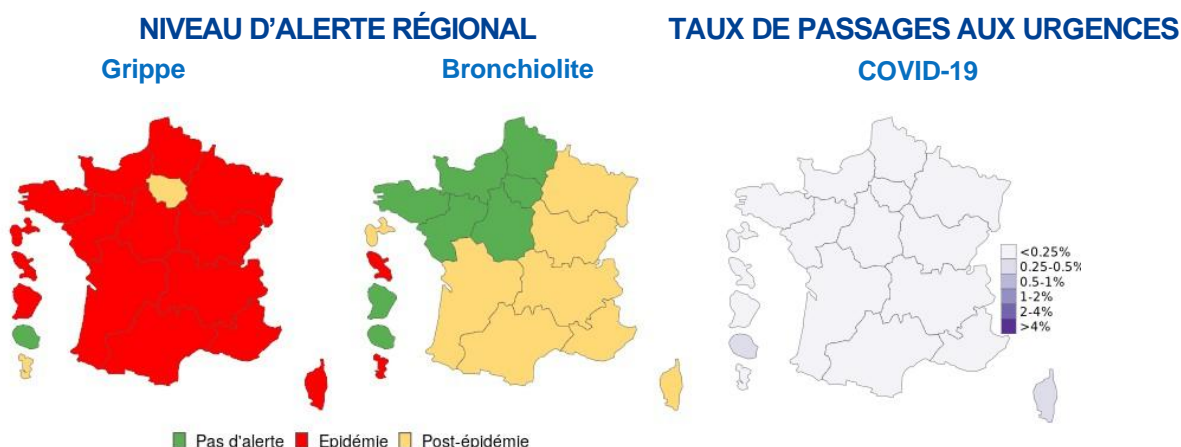 NIVEAU D’ALERTE RÉGIONAL
TAUX DE PASSAGES AUX URGENCES
Grippe
Bronchiolite
COVID-19
<0.25%
0.25-0.5%
0.5-1%
1-2%
2-4%
>4%
Pas d'alerte Epidémie Post-épidémie